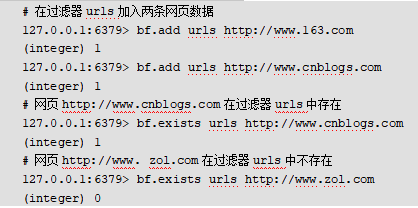 # 在过滤器 urls 加入两条网页数据
127.0.0.1:6379> bf.add urls http://www.163.com
(integer) 1
127.0.0.1:6379> bf.add urls http://www.cnblogs.com
(integer) 1
# 网页 http://www.cnblogs.com 在过滤器 urls 中存在
127.0.0.1:6379> bf.exists urls http://www.cnblogs.com
(integer) 1
# 网页 http://www. zol.com 在过滤器 urls 中不存在
127.0.0.1:6379> bf.exists urls http://www.zol.com
(integer) 0